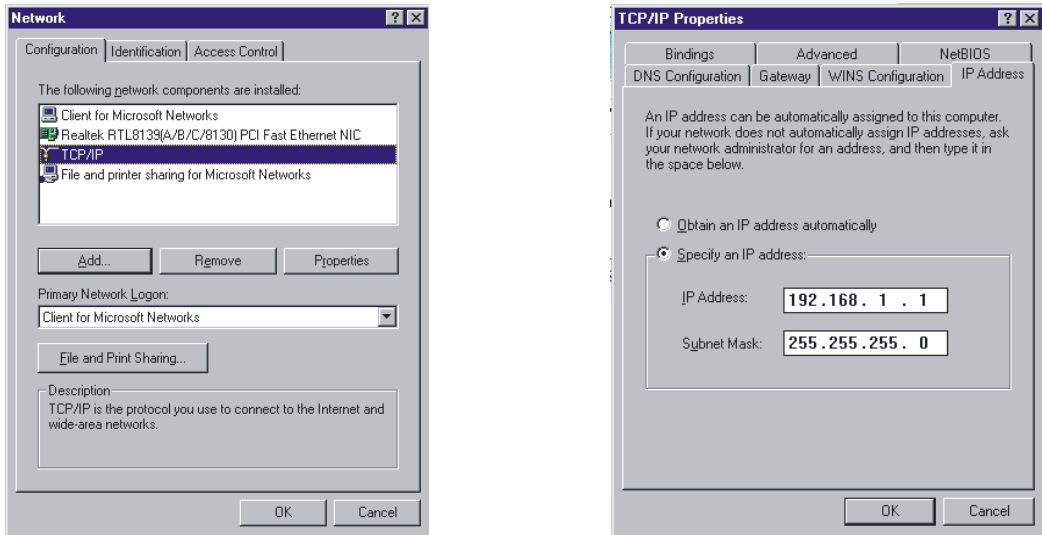 Network
Configuration Identification Access Control
The following network components are installed:
Client for Microsoft Networks
Realtek RTL8139(A/B/C/8130) PCI Fast Ethernet NIC
TCP/IP
File and printer sharing for Microsoft Networks
Add... Remove Properties
Primary Network Logon:
Client for Microsoft Networks
File and Print Sharing...
Description
TCP/IP is the protocol you use to connect to the Internet and
wide-area networks.
OK Cancel
TCP/IP Properties
Bindings Advanced NetBIOS
DNS Configuration Gateway WINS Configuration IP Address
An IP address can be automatically assigned to this computer.
If your network does not automatically assign IP addresses, ask
your network administrator for an address, and then type it in
the space below.
Obtain an IP address automatically
Specify an IP address:
IP Address: 192.168. 1 . 1
Subnet Mask: 255.255.255. 0
OK Cancel